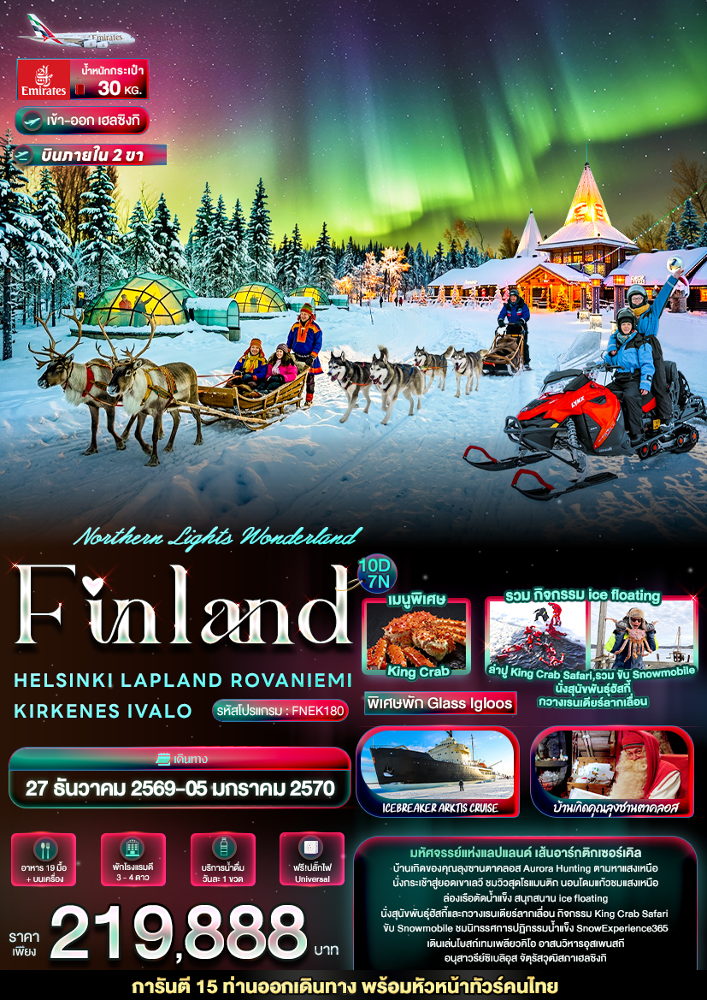 Emirates
Emirates
น้ำหนักกระเป๋า
30 KG.
เข้า-ออก เฮลซิงกิ
บินภายใน 2 ขา
LYNX
Northern Lights Wonderland
Finland
10D
7N
HELSINKI LAPLAND ROVANIEMI
KIRKENES IVALO
รหัสโปรแกรม : FNEK180
เมนูพิเศษ
King Crab
รวม กิจกรรม ice floating
ล่าปู King Crab Safari,รวม ขับ Snowmobile
นั่งสุนัขพันธุ์ฮัสกี้
กวางเรนเดียร์ลากเลื่อน
พิเศษพัก Glass Igloos
เดินทาง
27 ธันวาคม 2569-05 มกราคม 2570
ICEBREAKER ARKTIS CRUISE
บ้านเกิดคุณลุงซานตาคลอส
อาหาร 19 มื้อ
+ บนเครื่อง
พักโรงแรมดี
3 - 4 ดาว
บริการน้ำดื่ม
วันละ 1 ขวด
ฟรี!ปลั๊กไฟ
Universal
มหัศจรรย์แห่งแลปแลนด์ เส้นอาร์กติกเซอร์เคิล
บ้านเกิดของคุณลุงซานตาคลอส Aurora Hunting ตามหาแสงเหนือ
นั่งกระเช้าสู่ยอดเขาเลวี ชมวิวสุดโรแมนติก นอนโดมแก้วชมแสงเหนือ
ล่องเรือตัดน้ำแข็ง สนุกสนาน ice floating
นั่งสุนัขพันธุ์ฮัสกี้และกวางเรนเดียร์ลากเลื่อน กิจกรรม King Crab Safari
ขับ Snowmobile ชมนิทรรศการปฏิกรรมน้ำแข็ง SnowExperience365
เดินเล่นโบสถ์เทมเพลียวคิโอ อาสนวิหารอุสเพนสกี
อนุสาวรีย์ซิเบลิอุส จัตุรัสวุฒิสภาเฮลซิงกิ
ราคา
เพียง
219,888 บาท
การันตี 15 ท่านออกเดินทาง พร้อมหัวหน้าทัวร์คนไทย